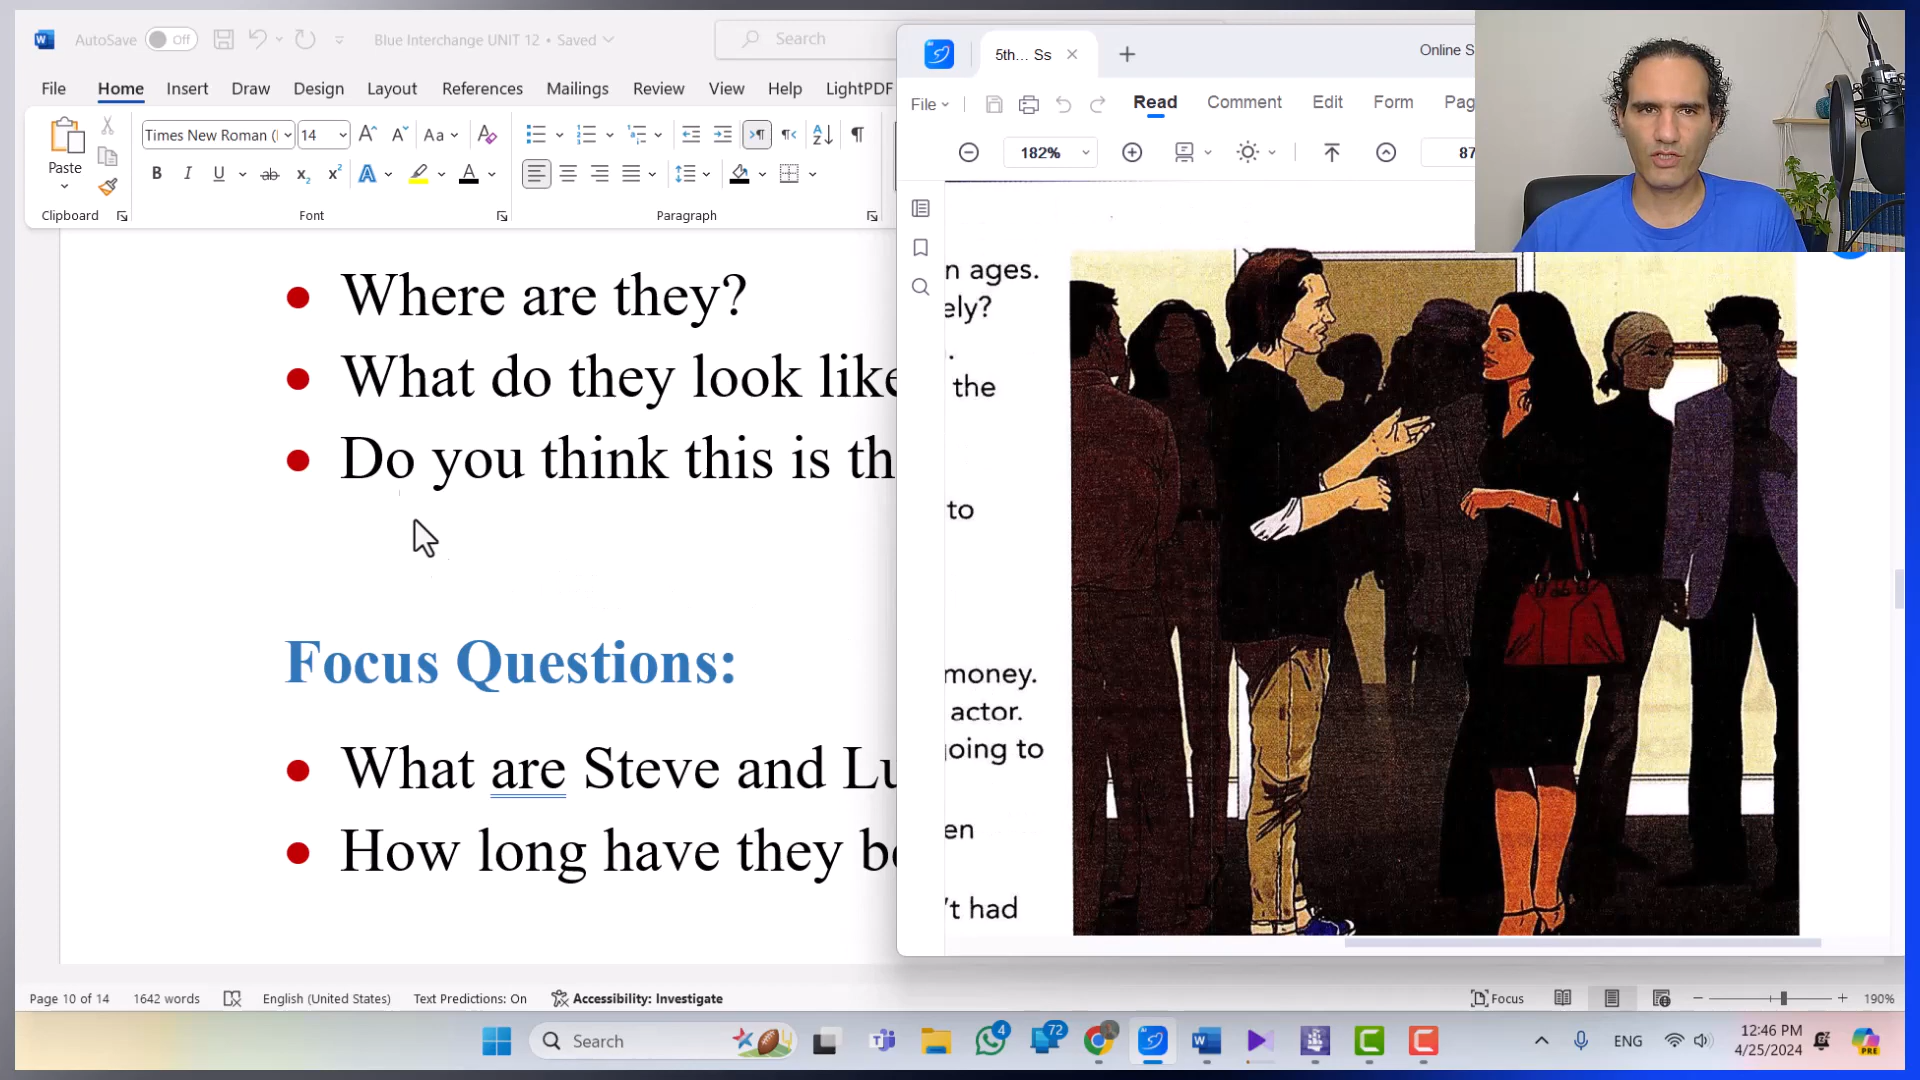 AutoSave Off Blue Interchange UNIT 12 • Saved Search
File Home Insert Draw Design Layout References Mailings Review View Help LightPDF
Paste
Times New Roman ( 14
Clipboard Font Paragraph
Where are they?
What do they look like
Do you think this is th
Focus Questions:
What are Steve and Lu
How long have they be
5th... Ss Online S
File Read Comment Edit Form Pag
182% 87
n ages.
ely?
.
the
to
money.
actor.
going to
en
't had
Page 10 of 14 1642 words English (United States) Text Predictions: On Accessibility: Investigate Focus 190%
Search 4 72 ENG 12:46 PM
4/25/2024
PRE